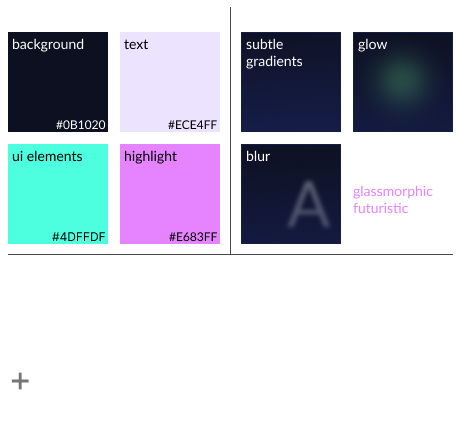 background
#0B1020
text
#ECE4FF
ui elements
#4DFFDF
highlight
#E683FF
subtle
gradients
glow
blur
A
glassmorphic
futuristic
+